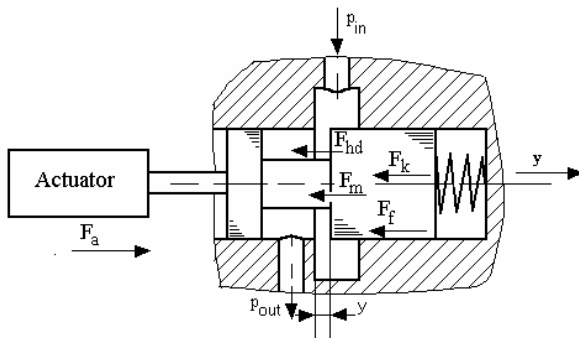 p_in
F_hd
F_k
y
Actuator
F_m
F_a
F_f
p_out
y